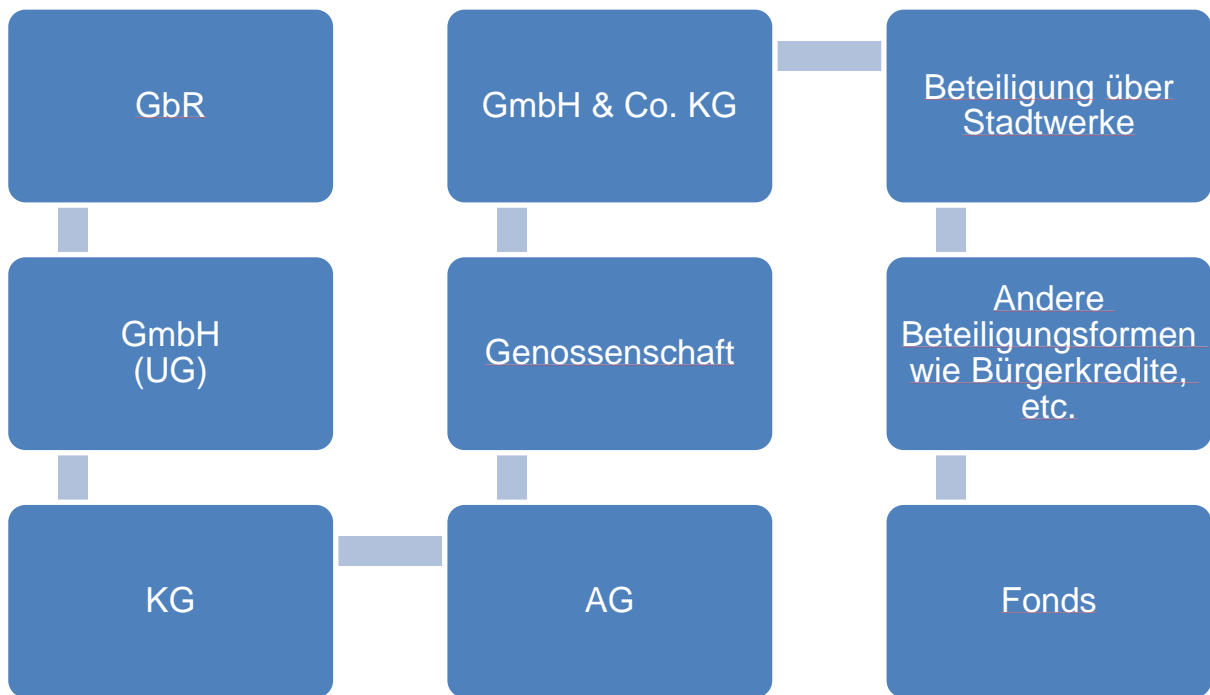 GbR
GmbH
(UG)
KG
AG
Genossenschaft
GmbH & Co. KG
Beteiligung über
Stadtwerke
Andere
Beteiligungsformen
wie Bürgerkredite,
etc.
Fonds